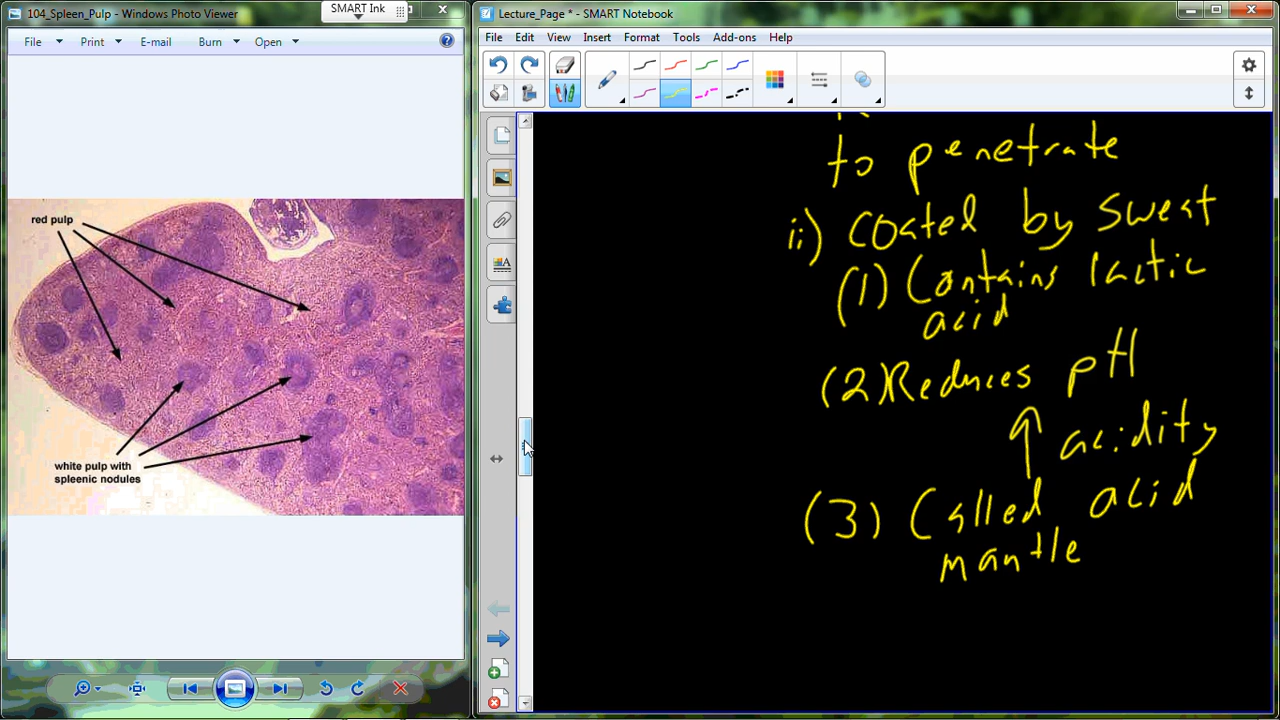 104_Spleen_Pulp - Windows Photo Viewer
SMART Ink
File Print E-mail Burn Open
red pulp
white pulp with
spleenic nodules
Lecture_Page * - SMART Notebook
File Edit View Insert Format Tools Add-ons Help
to penetrate
ii) Coated by sweat
(1) Contains lactic
acid
(2) Reduces pH
↑ acidity
(3) Called acid
mantle